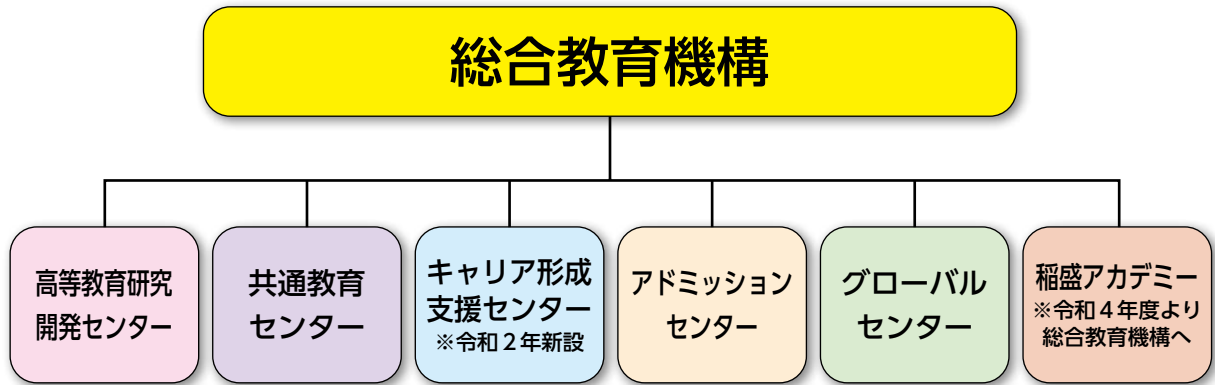 総合教育機構
高等教育研究
開発センター
共通教育
センター
キャリア形成
支援センター
※令和２年新設
アドミッション
センター
グローバル
センター
稲盛アカデミー
※令和４年度より
総合教育機構へ